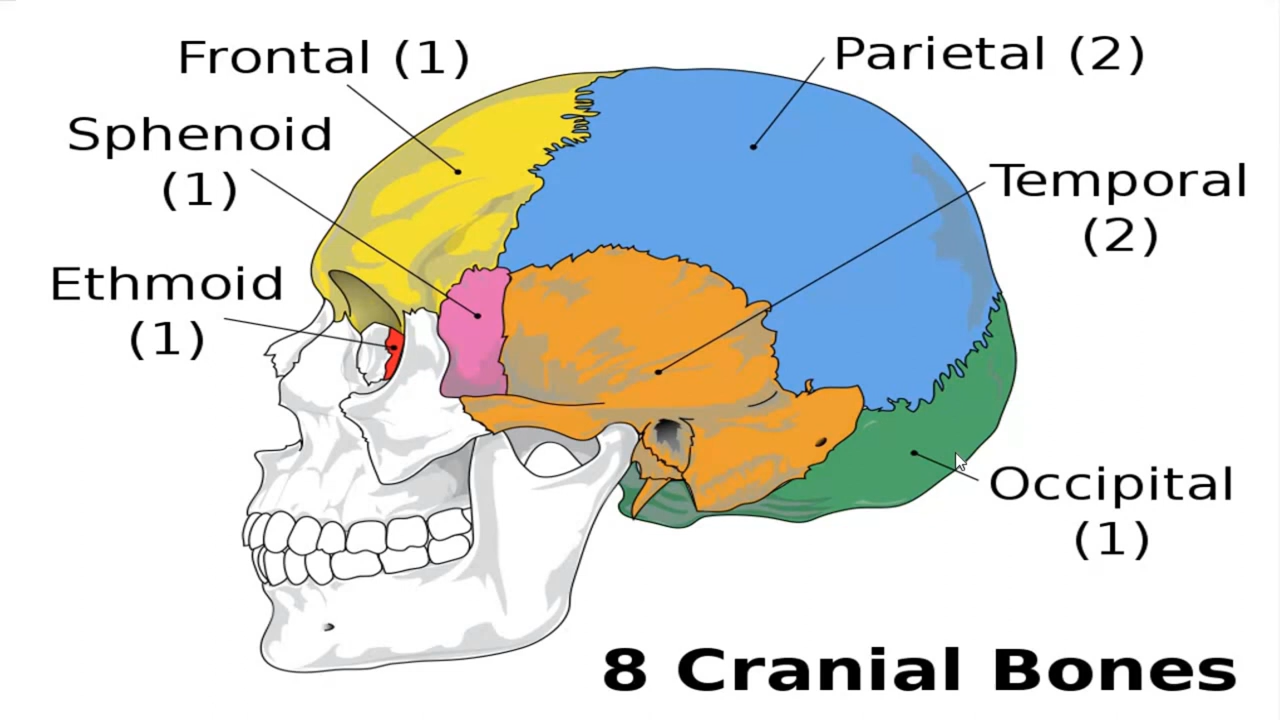 Frontal (1)
Parietal (2)
Sphenoid
(1)
Temporal
(2)
Ethmoid
(1)
Occipital
(1)
8 Cranial Bones